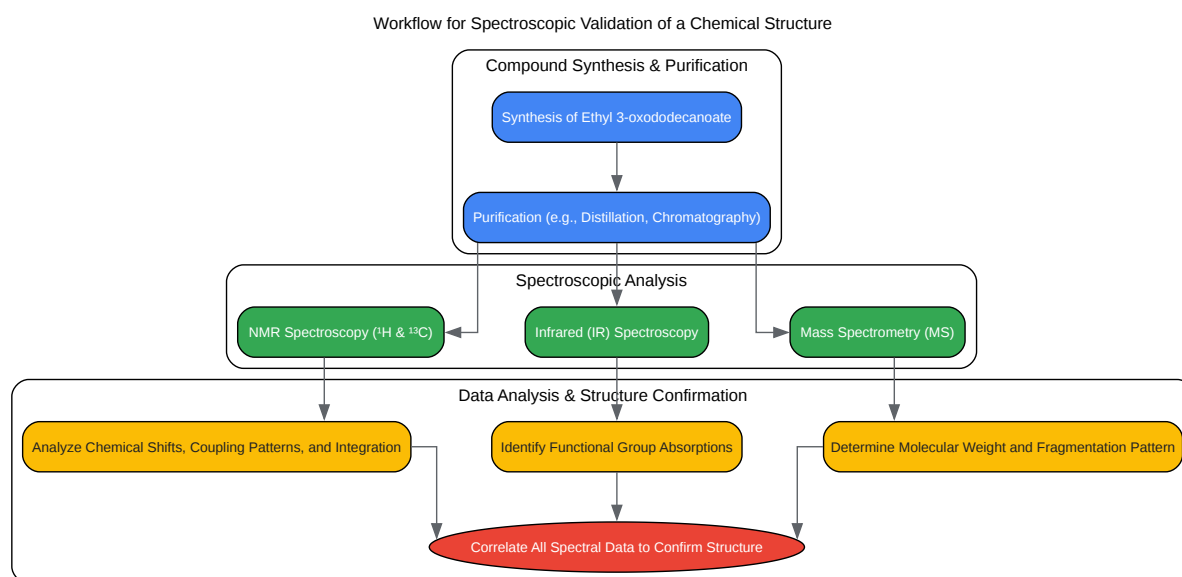 Workflow for Spectroscopic Validation of a Chemical Structure
Compound Synthesis & Purification
Synthesis of Ethyl 3-oxododecanoate
Purification (e.g., Distillation, Chromatography)
Spectroscopic Analysis
NMR Spectroscopy (¹H & ¹³C)
Infrared (IR) Spectroscopy
Mass Spectrometry (MS)
Data Analysis & Structure Confirmation
Analyze Chemical Shifts, Coupling Patterns, and Integration
Identify Functional Group Absorptions
Determine Molecular Weight and Fragmentation Pattern
Correlate All Spectral Data to Confirm Structure